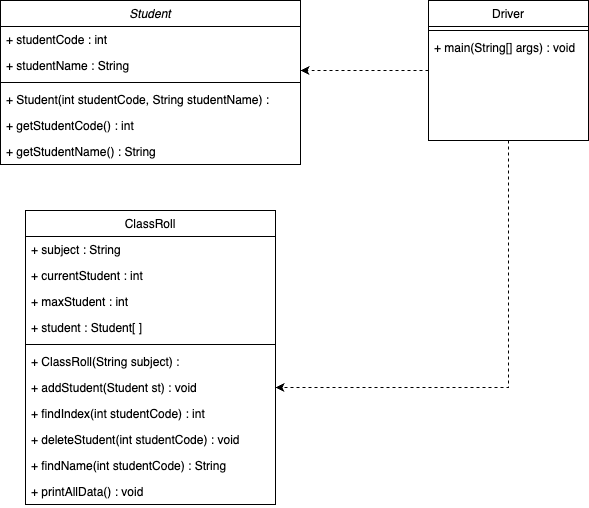 Student
+ studentCode : int
+ studentName : String
+ Student(int studentCode, String studentName) :
+ getStudentCode() : int
+ getStudentName() : String
Driver
+ main(String[] args) : void
ClassRoll
+ subject : String
+ currentStudent : int
+ maxStudent : int
+ student : Student[ ]
+ ClassRoll(String subject) :
+ addStudent(Student st) : void
+ findIndex(int studentCode) : int
+ deleteStudent(int studentCode) : void
+ findName(int studentCode) : String
+ printAllData() : void